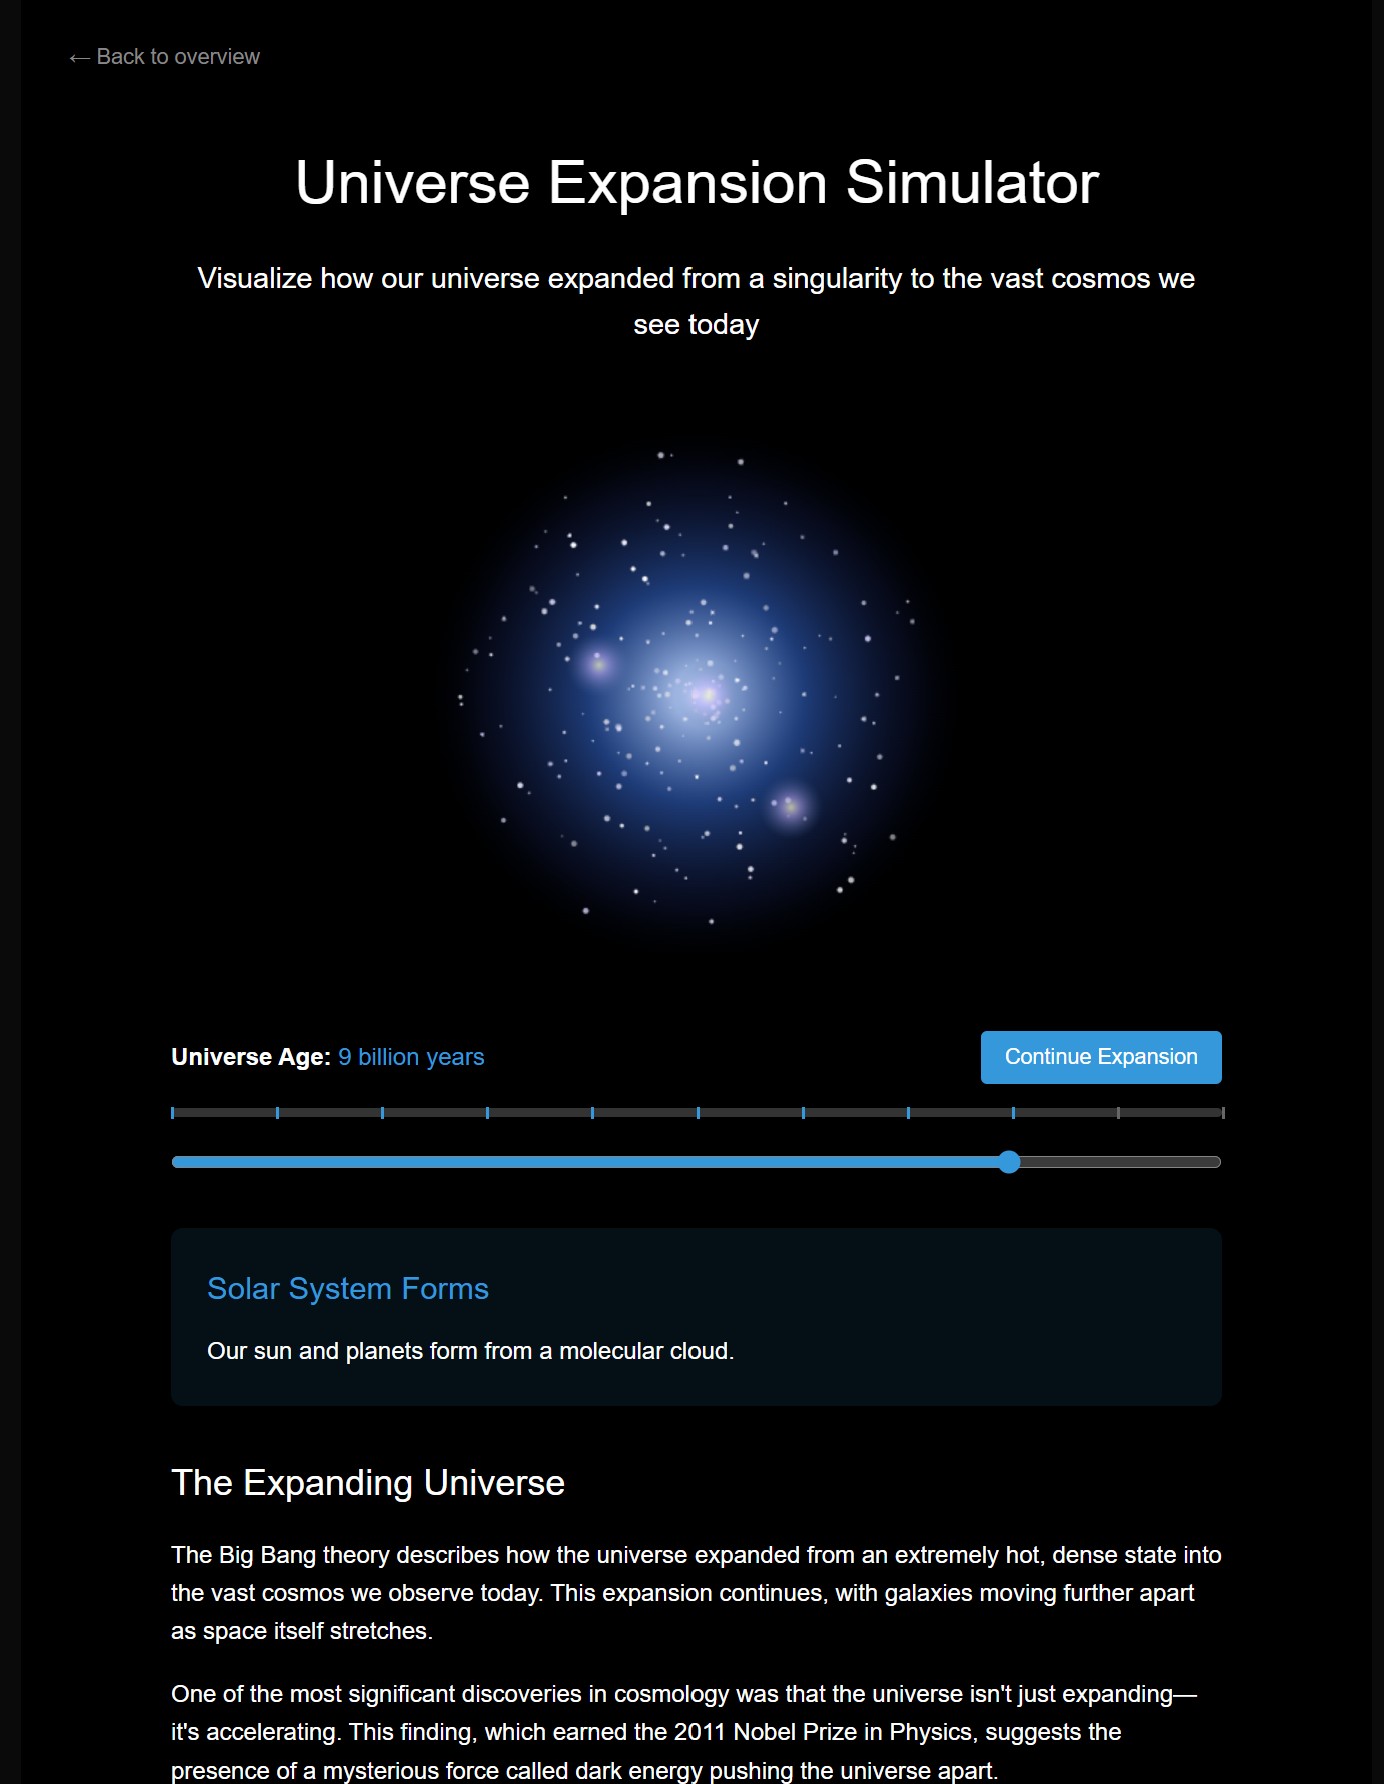 ← Back to overview
Universe Expansion Simulator
Visualize how our universe expanded from a singularity to the vast cosmos we
see today
Universe Age: 9 billion years
Continue Expansion
Solar System Forms
Our sun and planets form from a molecular cloud.
The Expanding Universe
The Big Bang theory describes how the universe expanded from an extremely hot, dense state into
the vast cosmos we observe today. This expansion continues, with galaxies moving further apart
as space itself stretches.
One of the most significant discoveries in cosmology was that the universe isn't just expanding—
it's accelerating. This finding, which earned the 2011 Nobel Prize in Physics, suggests the
presence of a mysterious force called dark energy pushing the universe apart.